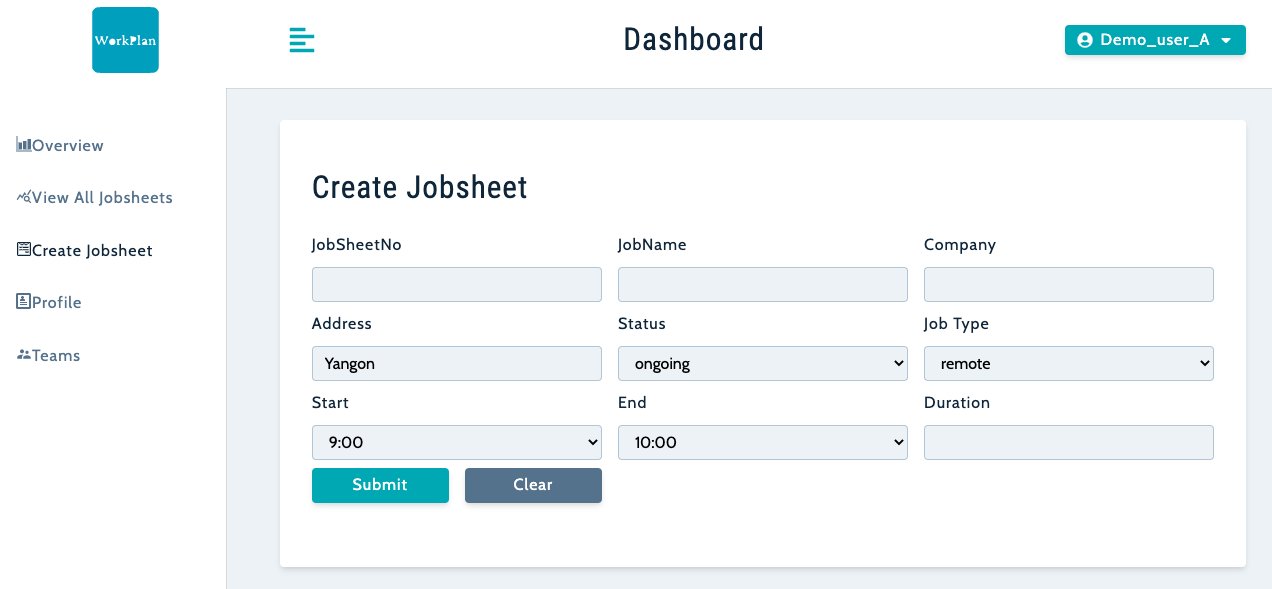 WorkPlan
Dashboard
Demo_user_A
Overview
View All Jobsheets
Create Jobsheet
Profile
Teams
Create Jobsheet
JobSheetNo JobName Company
Address Status Job Type
Yangon ongoing remote
Start End Duration
9:00 10:00
Submit Clear